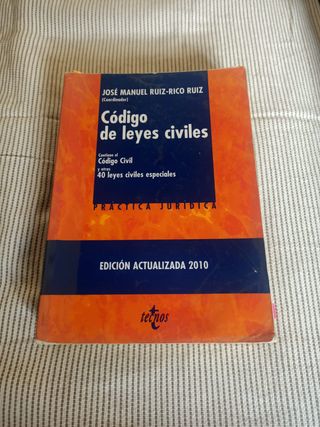 JOSÉ MANUEL RUIZ-RICO RUIZ
(Coordinador)
Código
de leyes civiles
Contiene el
Código Civil
y otras
40 leyes civiles especiales
PRÁCTICA JURÍDICA
EDICIÓN ACTUALIZADA 2010
tecnos